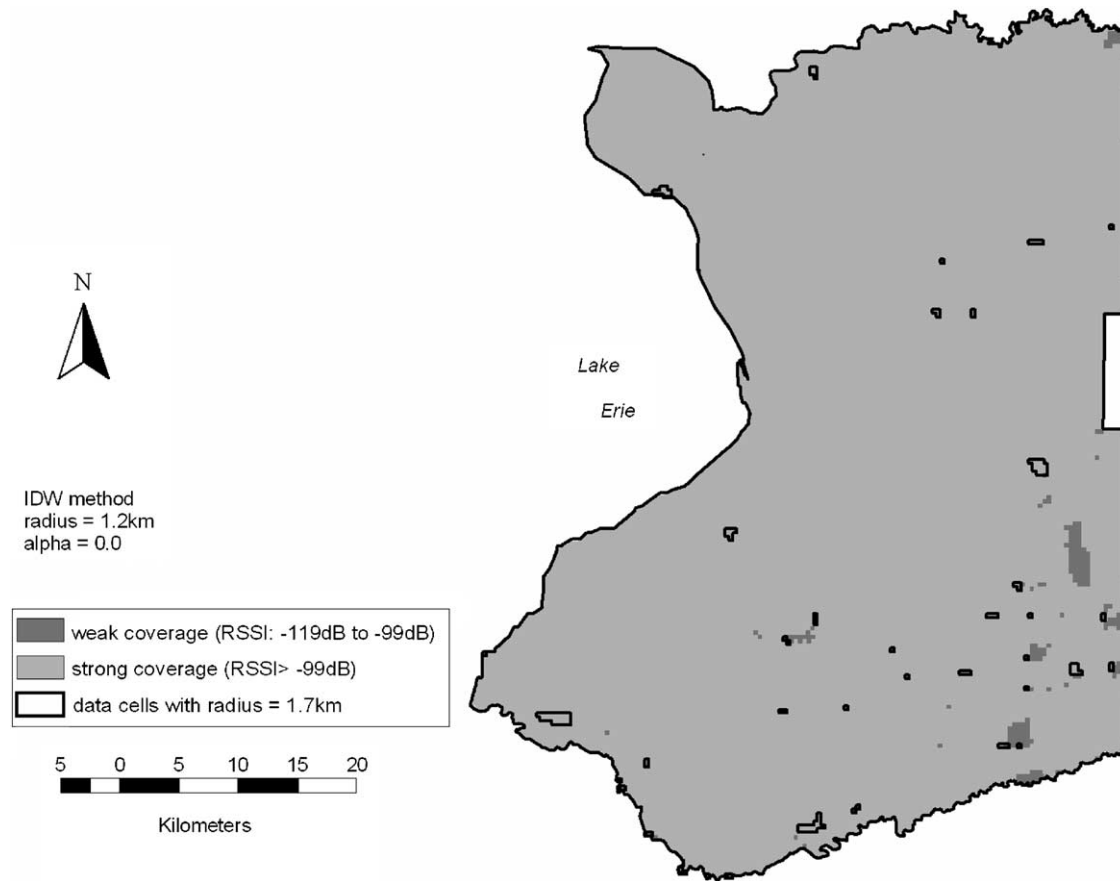 N
Lake
Erie
IDW method
radius = 1.2km
alpha = 0.0
weak coverage (RSSI: -119dB to -99dB)
strong coverage (RSSI> -99dB)
data cells with radius = 1.7km
5 0 5 10 15 20
Kilometers